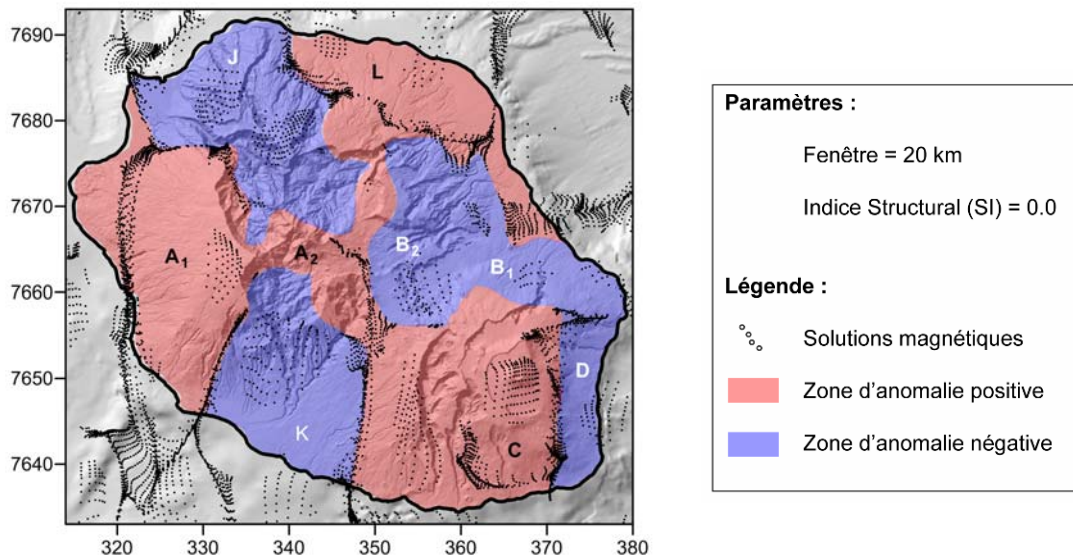 7690
7680
7670
7660
7650
7640
320 330 340 350 360 370 380
J
L
A1
A2
B2
B1
D
K
C
Paramètres :
Fenêtre = 20 km
Indice Structural (SI) = 0.0
Légende :
Solutions magnétiques
Zone d'anomalie positive
Zone d'anomalie négative